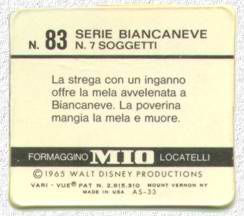 N. 83 SERIE BIANCANEVE
N. 7 SOGGETTI
La strega con un inganno
offre la mela avvelenata a
Biancaneve. La poverina
mangia la mela e muore.
FORMAGGINO MIO LOCATELLI
©1965 WALT DISNEY PRODUCTIONS
VARI - VUE® PAT N. 2,815,310 MOUNT VERNON NY
MADE IN USA AS-33